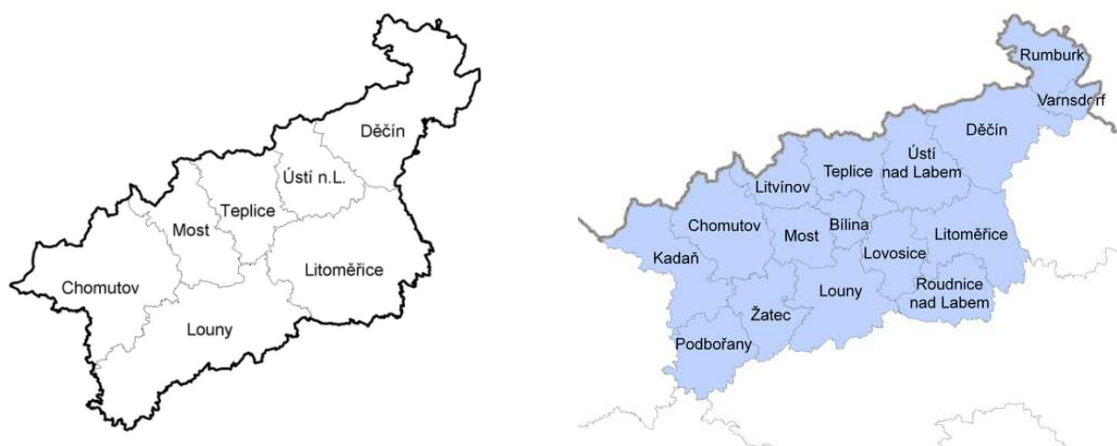 Děčín
Ústí n.L.
Teplice
Most
Litoměřice
Chomutov
Louny
Rumburk
Varnsdorf
Děčín
Ústí
nad Labem
Teplice
Litvínov
Chomutov
Most
Bílina
Litoměřice
Lovosice
Kadaň
Roudnice
nad Labem
Louny
Žatec
Podbořany